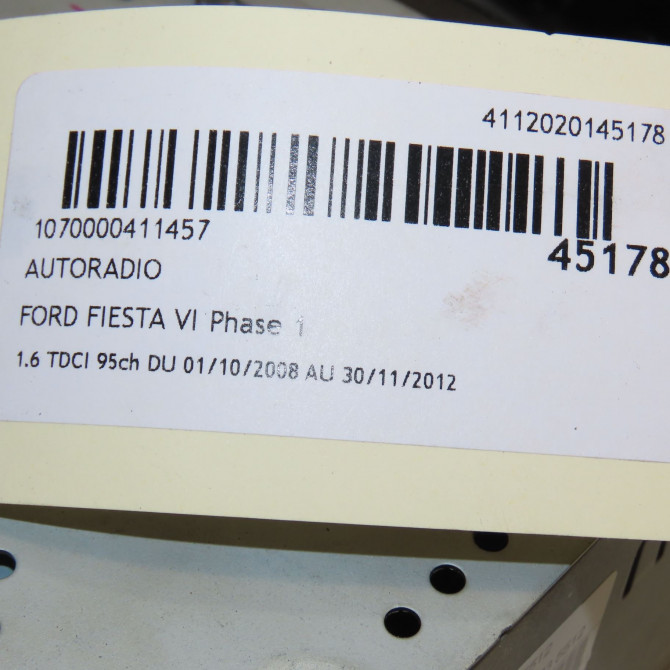 4112020145178
1070000411457
45178
AUTORADIO
FORD FIESTA VI Phase 1
1.6 TDCI 95ch DU 01/10/2008 AU 30/11/2012